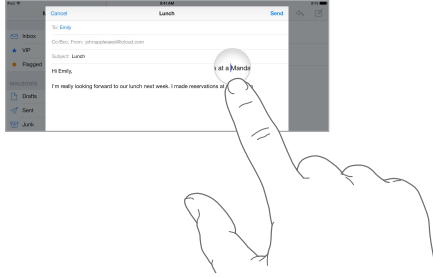 iPad 9:41 AM
Cancel Lunch Send
To: Emily
Cc/Bcc, From: johnappleseed@icloud.com
Subject: Lunch
Hi Emily,
at a Manda
I'm really looking forward to our lunch next week. I made reservations at
Inbox
VIP
Flagged
MAILBOXES
Drafts
Sent
Junk